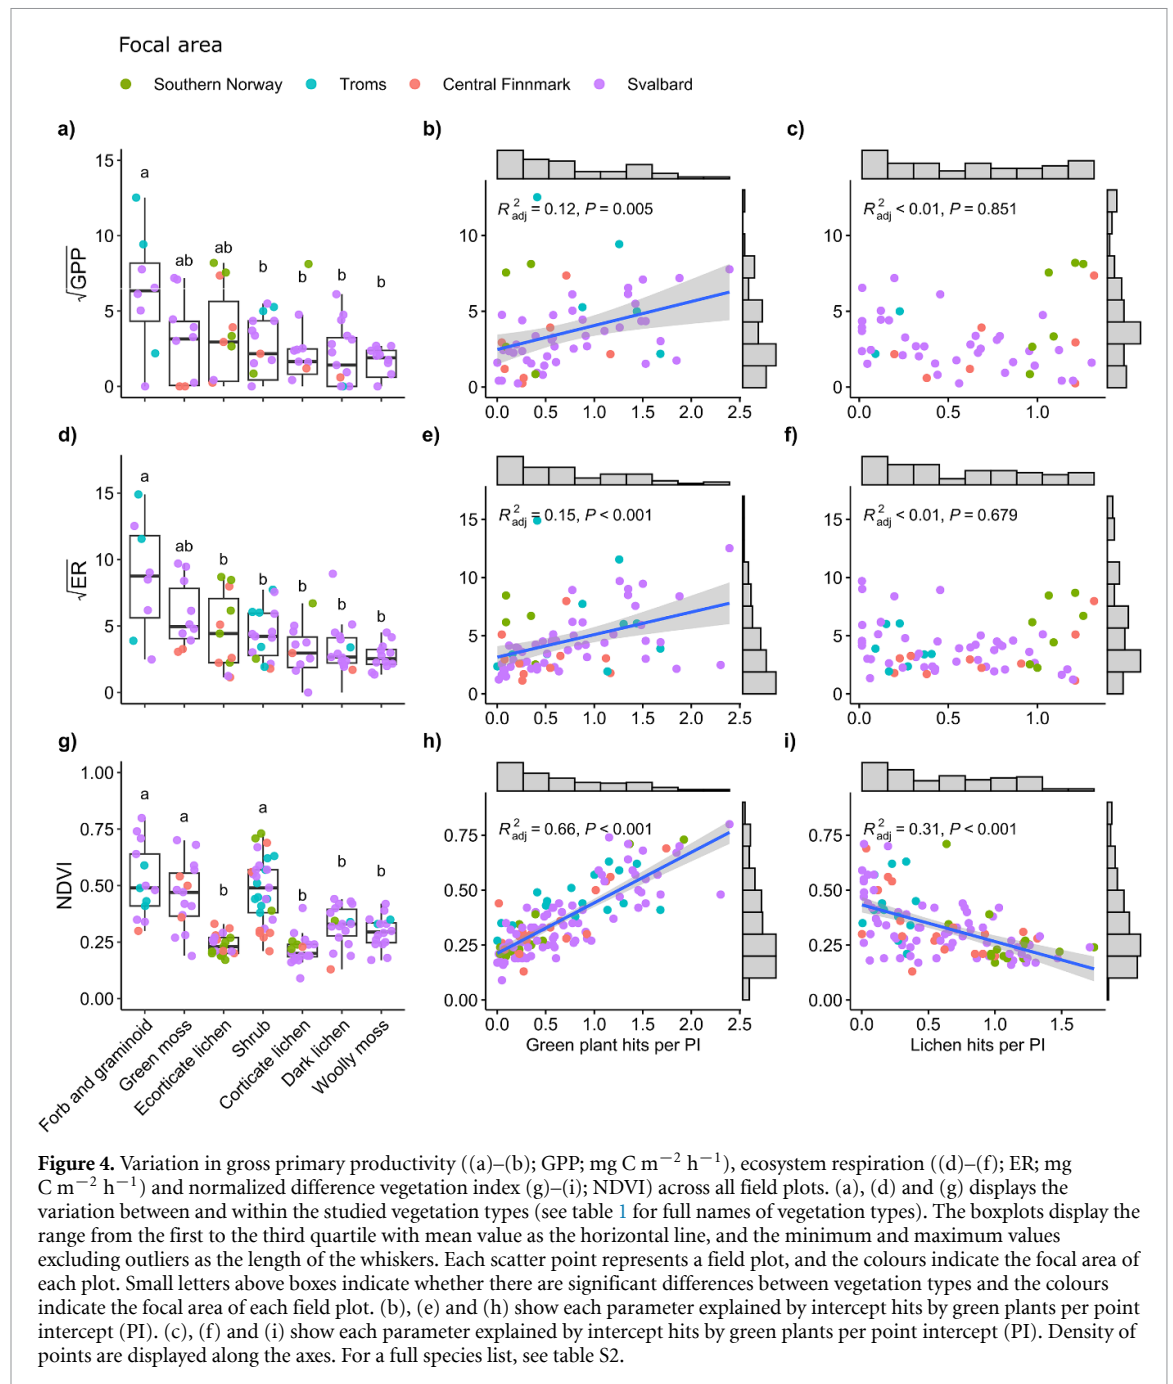 Focal area
Southern Norway Troms Central Finnmark Svalbard
a) b) c)
√GPP
15
10
5
0
a ab ab b b b b
R²adj = 0.12, P = 0.005
10
5
0
0.0 0.5 1.0 1.5 2.0 2.5
R²adj < 0.01, P = 0.851
10
5
0
0.0 0.5 1.0
d) e) f)
√ER
15
10
5
0
a ab b b b b b
R²adj = 0.15, P < 0.001
15
10
5
0
0.0 0.5 1.0 1.5 2.0 2.5
R²adj < 0.01, P = 0.679
15
10
5
0
0.0 0.5 1.0
g) h) i)
NDVI
1.00
0.75
0.50
0.25
0.00
a a b a b b b
Forb and graminoid
Green moss
Ecorticate lichen
Shrub
Corticate lichen
Dark lichen
Woolly moss
R²adj = 0.66, P < 0.001
0.75
0.50
0.25
0.00
0.0 0.5 1.0 1.5 2.0 2.5
Green plant hits per PI
R²adj = 0.31, P < 0.001
0.75
0.50
0.25
0.00
0.0 0.5 1.0 1.5
Lichen hits per PI
Figure 4. Variation in gross primary productivity ((a)–(b); GPP; mg C m−2 h−1), ecosystem respiration ((d)–(f); ER; mg
C m−2 h−1) and normalized difference vegetation index (g)–(i); NDVI) across all field plots. (a), (d) and (g) displays the
variation between and within the studied vegetation types (see table 1 for full names of vegetation types). The boxplots display the
range from the first to the third quartile with mean value as the horizontal line, and the minimum and maximum values
excluding outliers as the length of the whiskers. Each scatter point represents a field plot, and the colours indicate the focal area of
each plot. Small letters above boxes indicate whether there are significant differences between vegetation types and the colours
indicate the focal area of each field plot. (b), (e) and (h) show each parameter explained by intercept hits by green plants per point
intercept (PI). (c), (f) and (i) show each parameter explained by intercept hits by green plants per point intercept (PI). Density of
points are displayed along the axes. For a full species list, see table S2.